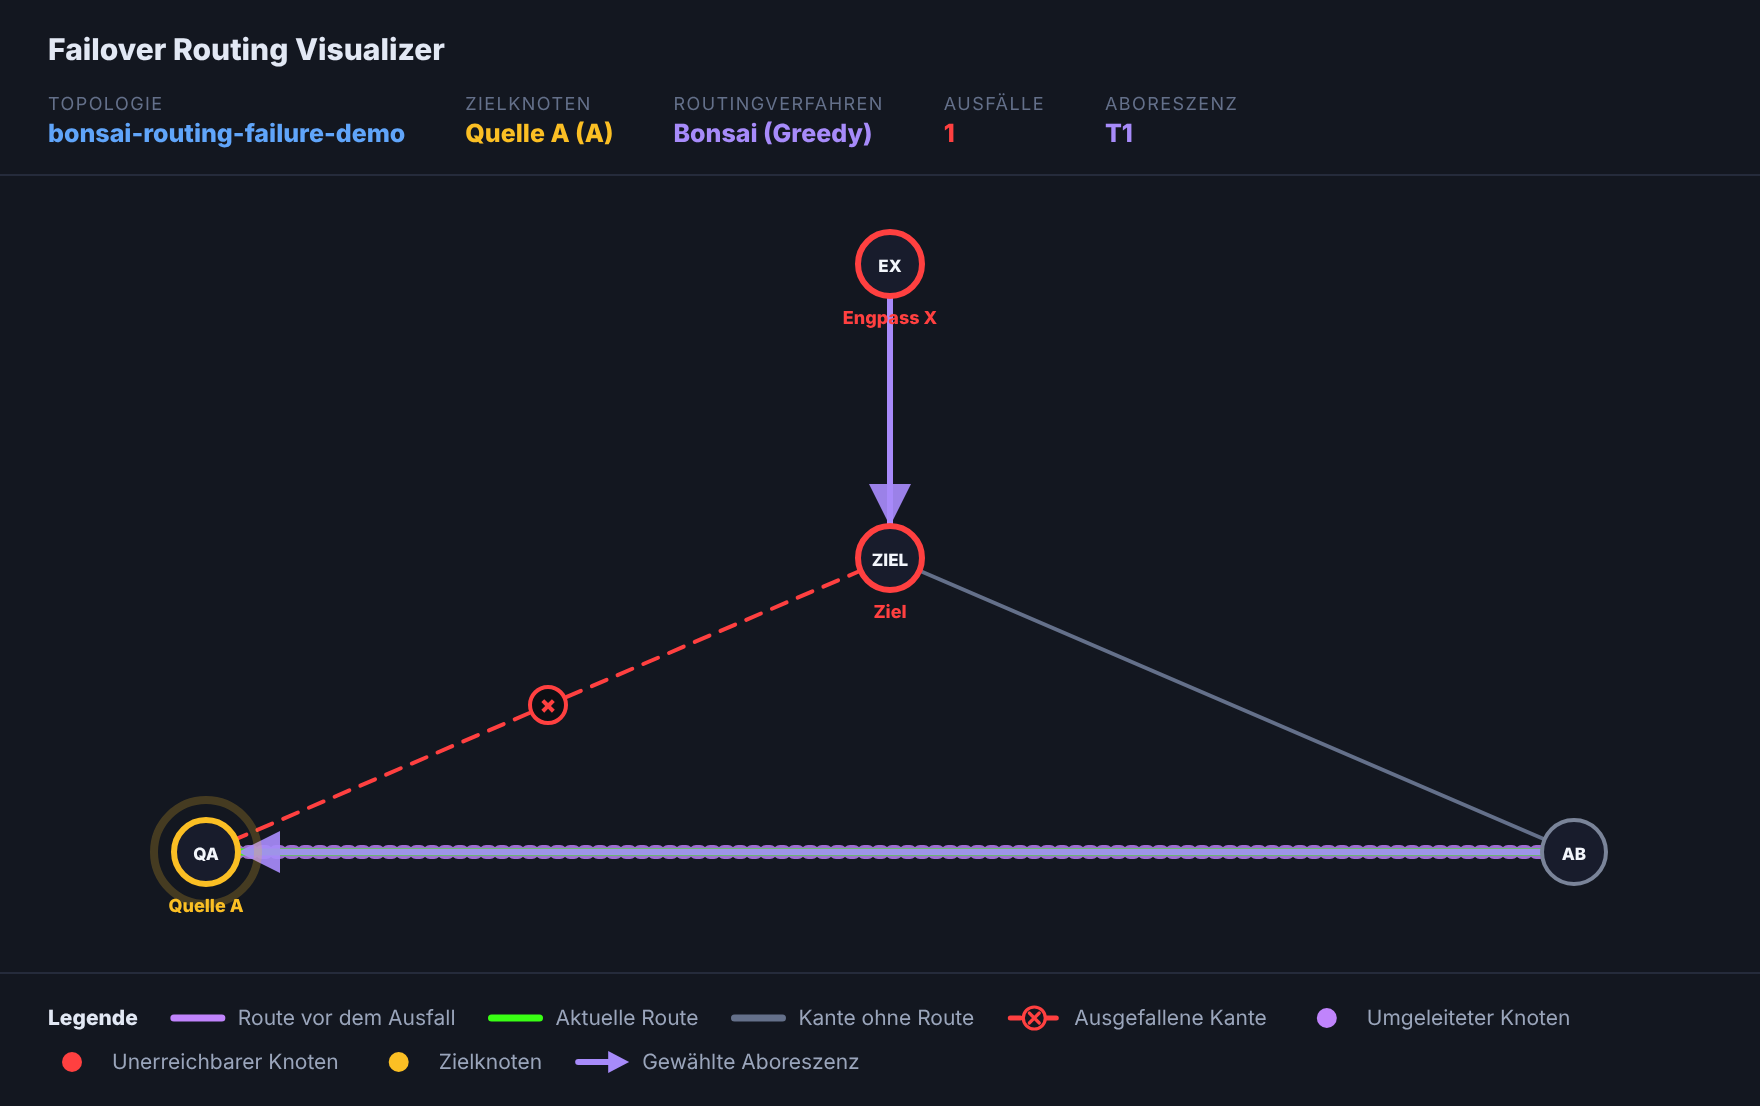 Failover Routing Visualizer
TOPOLOGIE ZIELKNOTEN ROUTINGVERFAHREN AUSFÄLLE ABORESZENZ
bonsai-routing-failure-demo Quelle A (A) Bonsai (Greedy) 1 T1
EX
Engpass X
ZIEL
Ziel
QA AB
Quelle A
Legende Route vor dem Ausfall Aktuelle Route Kante ohne Route Ausgefallene Kante Umgeleiteter Knoten
Unerreichbarer Knoten Zielknoten Gewählte Aboreszenz